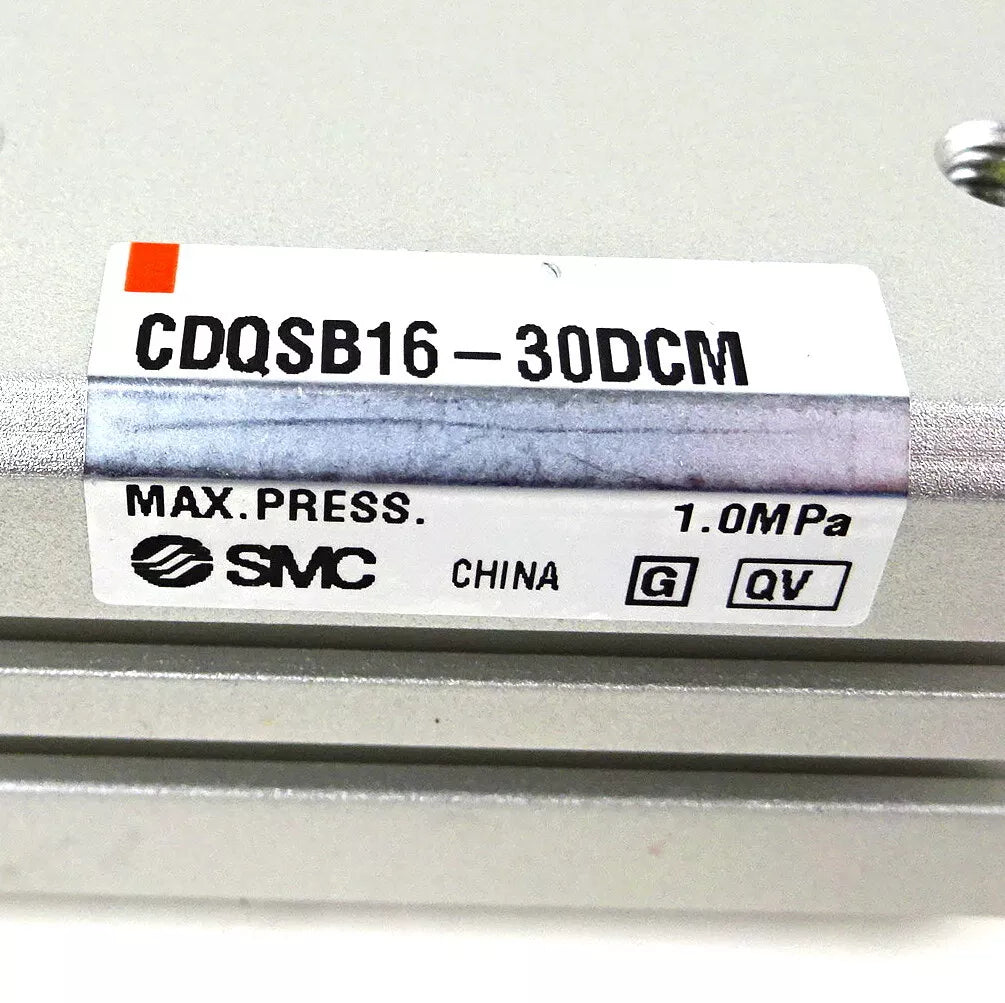 CDQSB16-30DCM
MAX.PRESS. 1.0MPa
SMC CHINA G QV